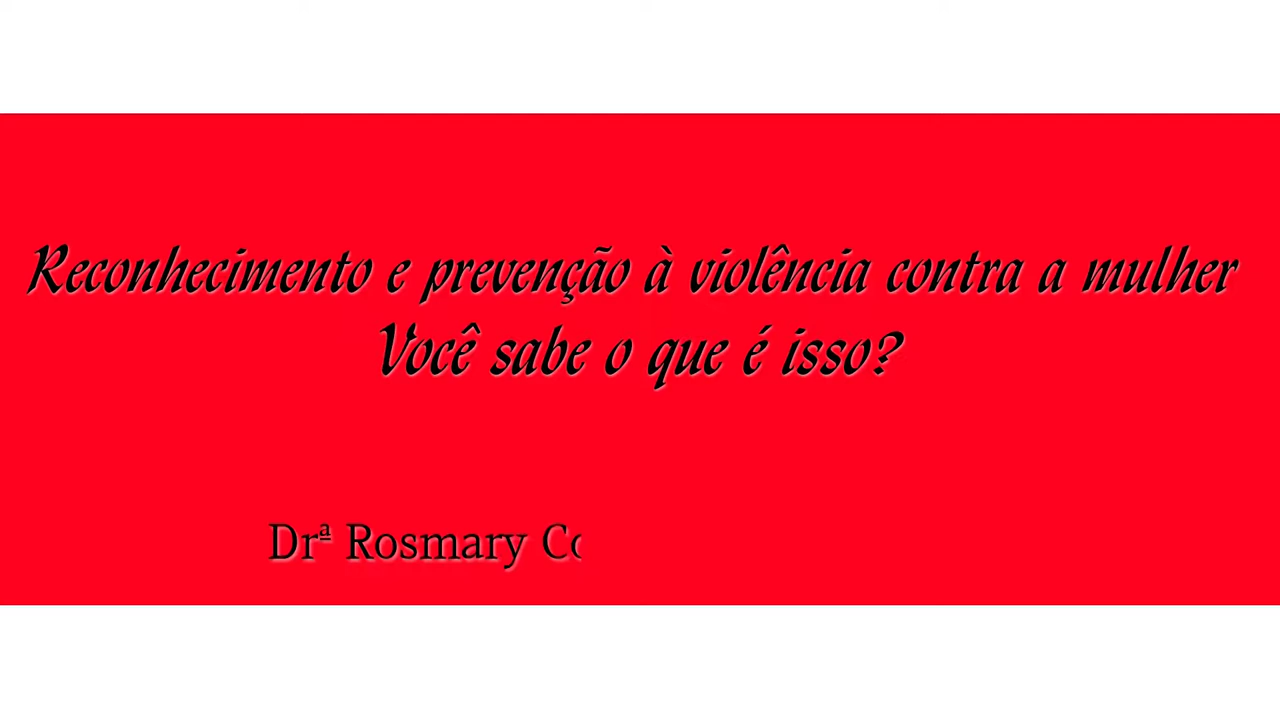 Reconhecimento e prevenção à violência contra a mulher
Você sabe o que é isso?
Drª Rosmary